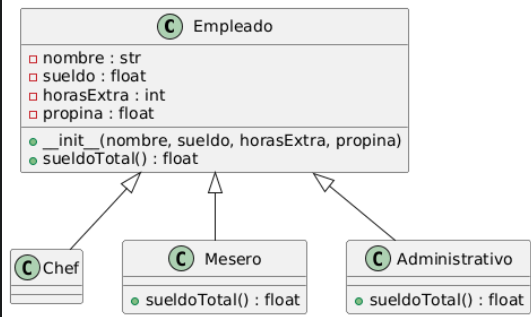 C Empleado
nombre : str
sueldo : float
horasExtra : int
propina : float
__init__(nombre, sueldo, horasExtra, propina)
sueldoTotal() : float
C Chef
C Mesero
sueldoTotal() : float
C Administrativo
sueldoTotal() : float